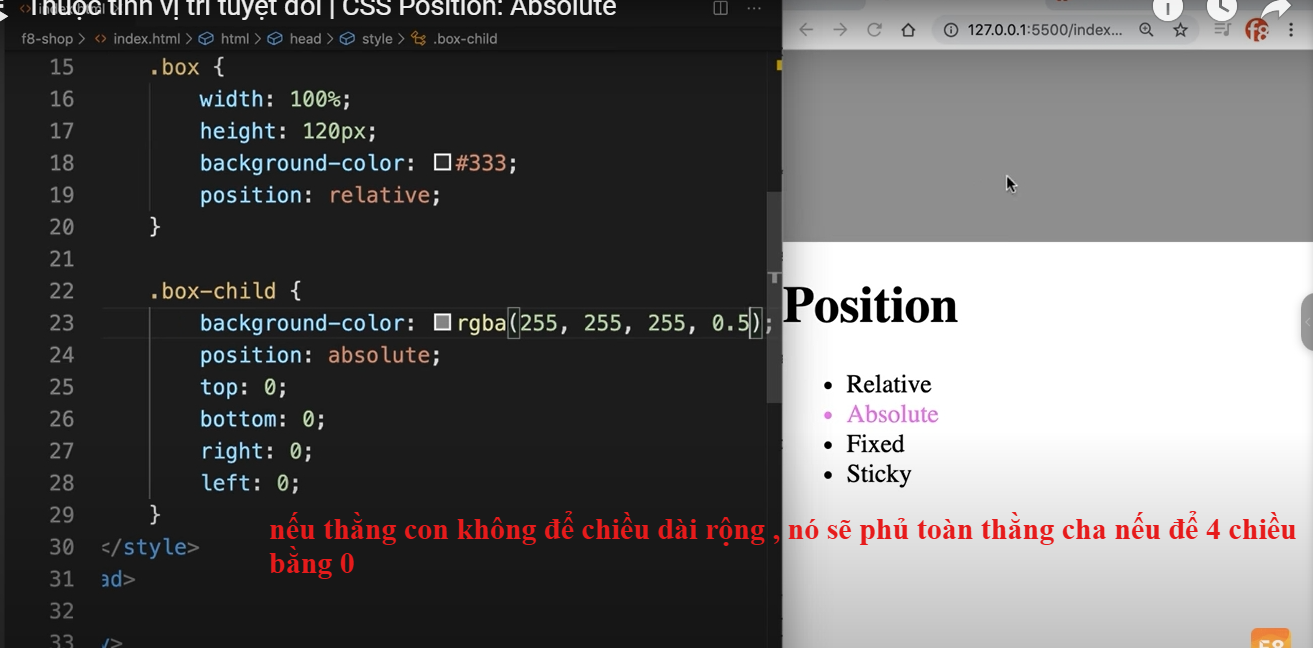 Thuộc tính vị trí tuyệt đối | CSS Position: Absolute
f8-shop > <> index.html > html > head > style > .box-child
127.0.0.1:5500/index...
15 .box {
16 width: 100%;
17 height: 120px;
18 background-color: #333;
19 position: relative;
20 }
21
22 .box-child {
23 background-color: rgba(255, 255, 255, 0.5);
24 position: absolute;
25 top: 0;
26 bottom: 0;
27 right: 0;
28 left: 0;
29 }
30 </style>
31 ad>
32
33 />
Position
Relative
Absolute
Fixed
Sticky
nếu thằng con không để chiều dài rộng , nó sẽ phủ toàn thằng cha nếu để 4 chiều
bằng 0
F8